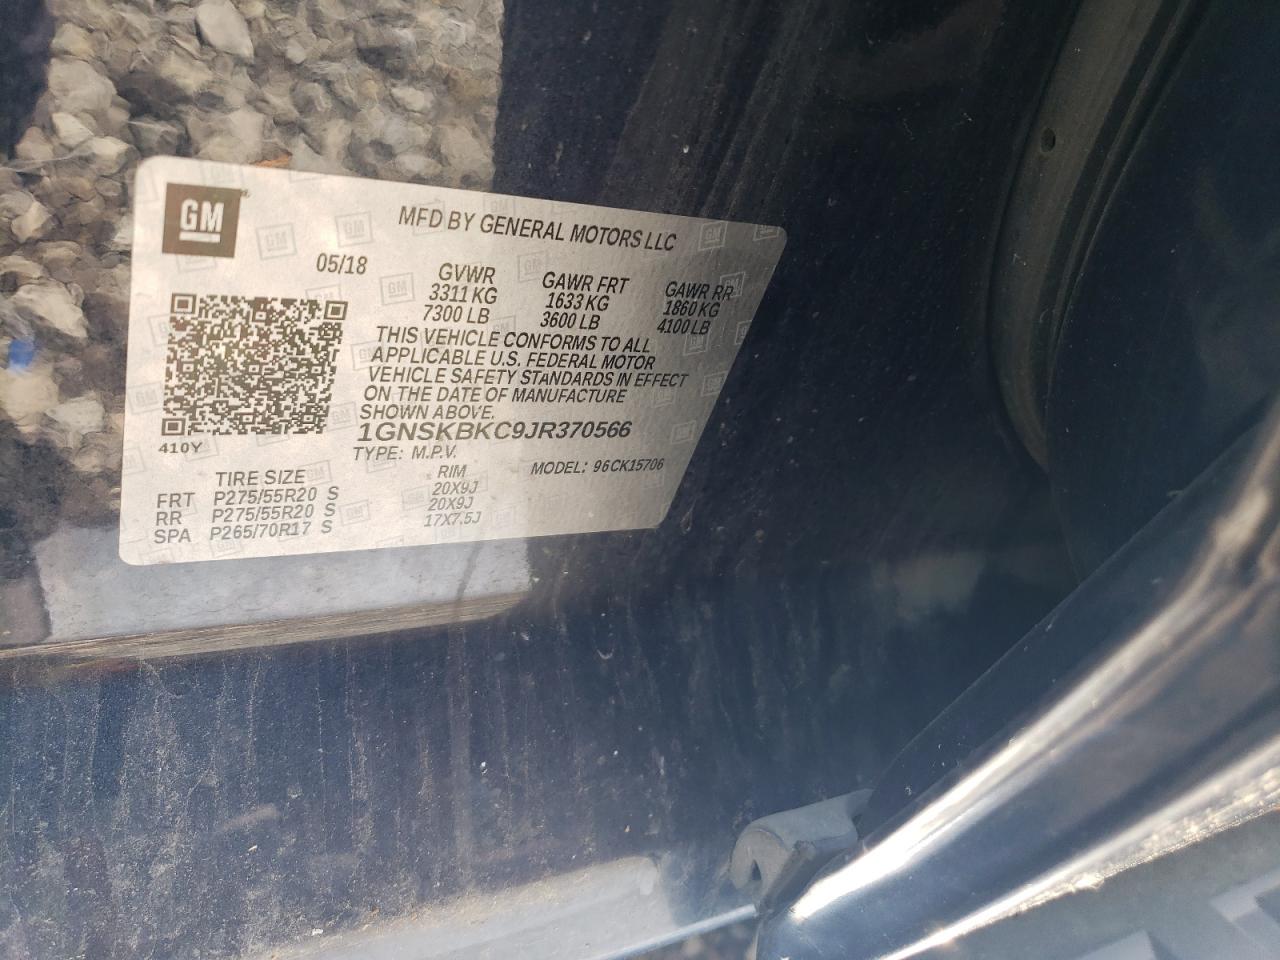 GM
MFD BY GENERAL MOTORS LLC
05/18 GVWR GAWR FRT GAWR RR
3311 KG 1633 KG 1860 KG
7300 LB 3600 LB 4100 LB
THIS VEHICLE CONFORMS TO ALL
APPLICABLE U.S. FEDERAL MOTOR
VEHICLE SAFETY STANDARDS IN EFFECT
ON THE DATE OF MANUFACTURE
SHOWN ABOVE.
1GNSKBKC9JR370566
410Y
TYPE: M.P.V. MODEL: 96CK15706
TIRE SIZE RIM
FRT P275/55R20 S 20X9J
RR P275/55R20 S 20X9J
SPA P265/70R17 S 17X7.5J